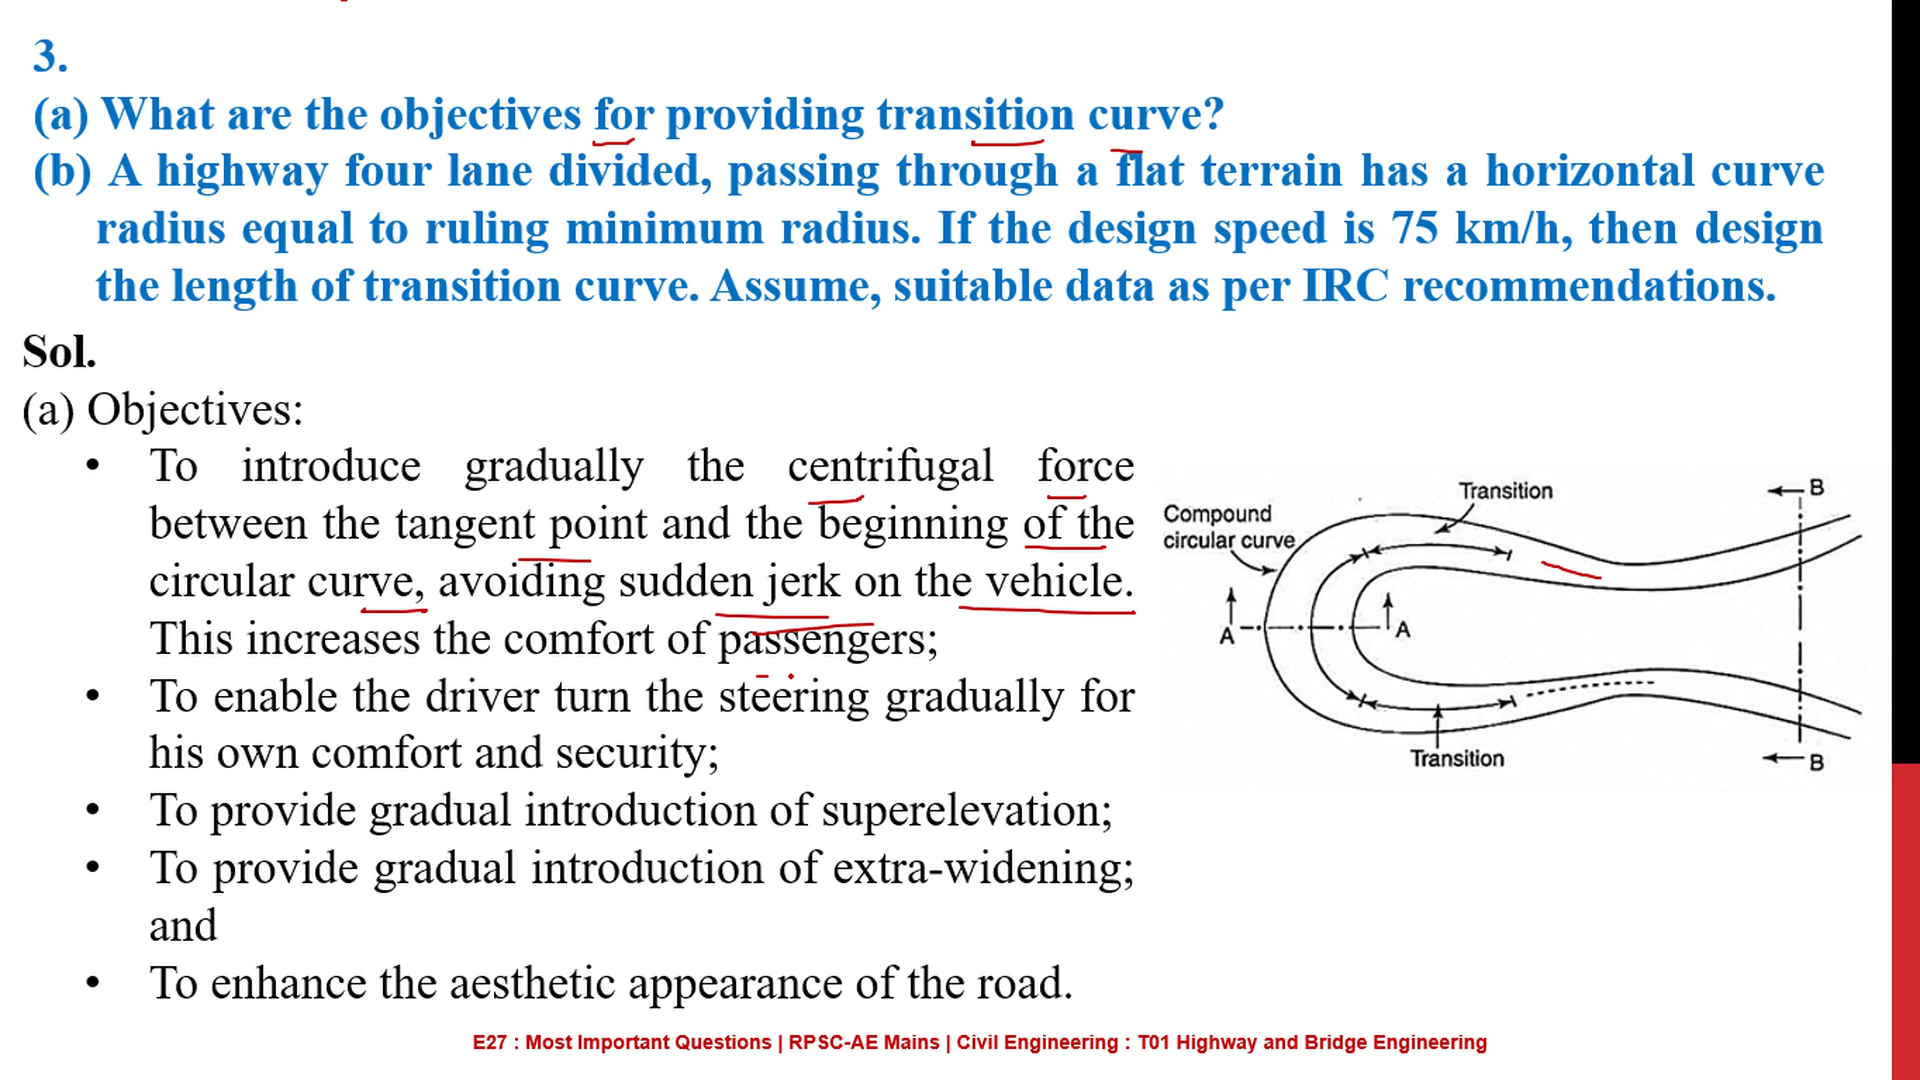 3.
(a) What are the objectives for providing transition curve?
(b) A highway four lane divided, passing through a flat terrain has a horizontal curve
radius equal to ruling minimum radius. If the design speed is 75 km/h, then design
the length of transition curve. Assume, suitable data as per IRC recommendations.
Sol.
(a) Objectives:
• To introduce gradually the centrifugal force
between the tangent point and the beginning of the
circular curve, avoiding sudden jerk on the vehicle.
This increases the comfort of passengers;
• To enable the driver turn the steering gradually for
his own comfort and security;
• To provide gradual introduction of superelevation;
• To provide gradual introduction of extra-widening;
and
• To enhance the aesthetic appearance of the road.
Transition
B
Compound
circular curve
A
A
Transition
B
E27 : Most Important Questions | RPSC-AE Mains | Civil Engineering : T01 Highway and Bridge Engineering